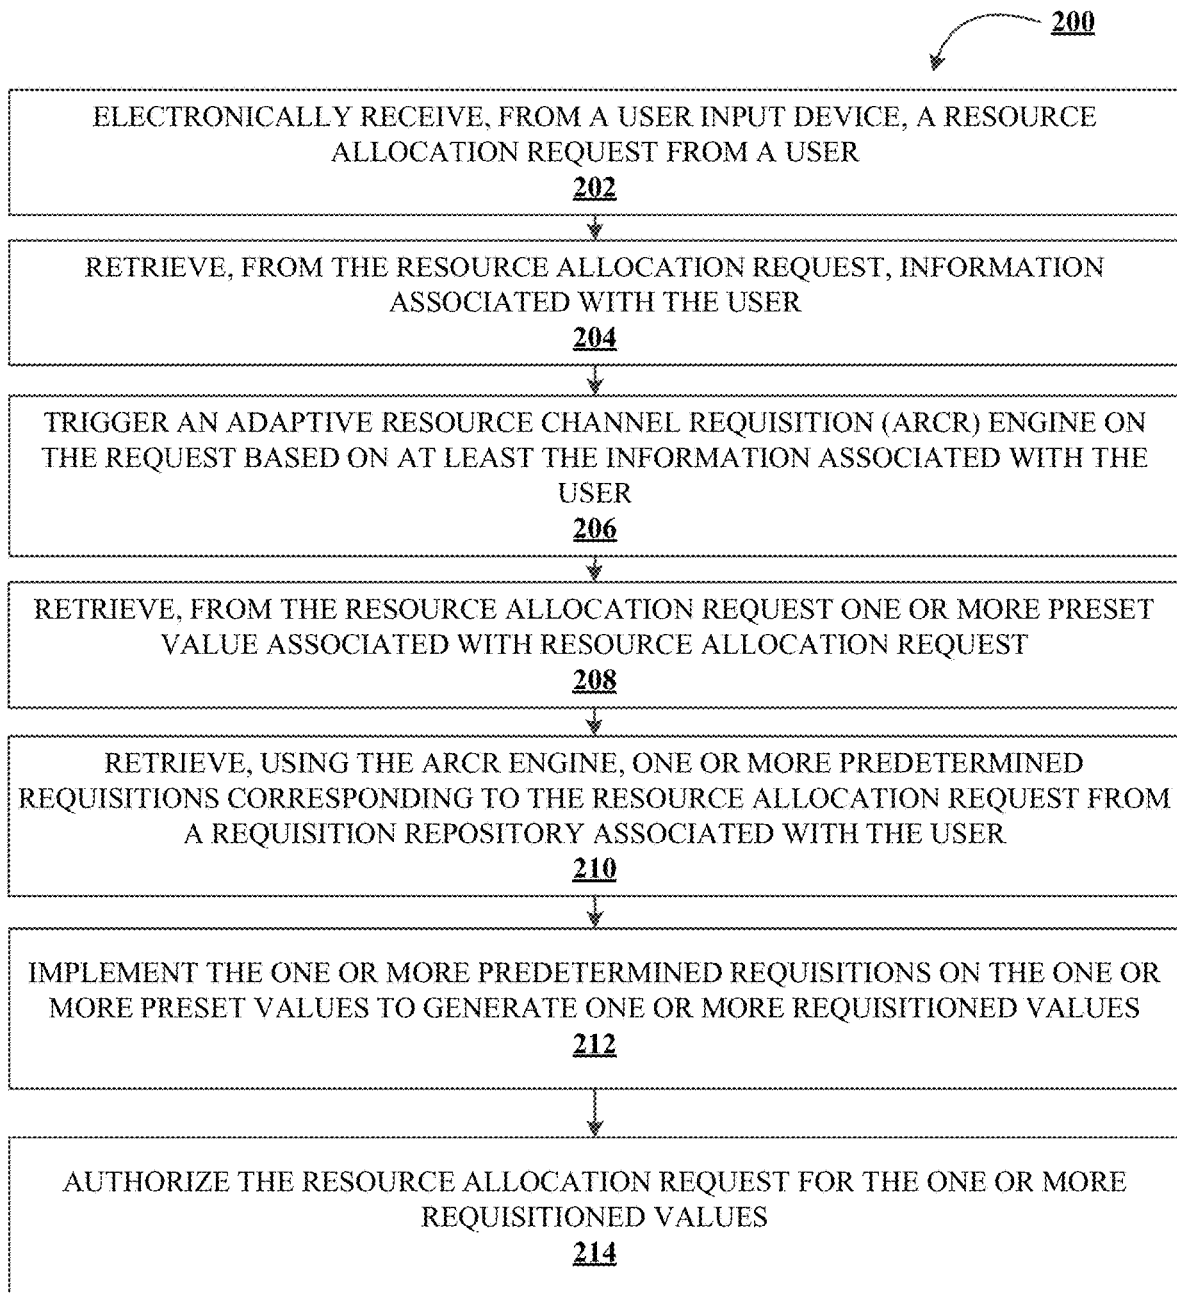 200
ELECTRONICALLY RECEIVE, FROM A USER INPUT DEVICE, A RESOURCE
ALLOCATION REQUEST FROM A USER
202
RETRIEVE, FROM THE RESOURCE ALLOCATION REQUEST, INFORMATION
ASSOCIATED WITH THE USER
204
TRIGGER AN ADAPTIVE RESOURCE CHANNEL REQUISITION (ARCR) ENGINE ON
THE REQUEST BASED ON AT LEAST THE INFORMATION ASSOCIATED WITH THE
USER
206
RETRIEVE, FROM THE RESOURCE ALLOCATION REQUEST ONE OR MORE PRESET
VALUE ASSOCIATED WITH RESOURCE ALLOCATION REQUEST
208
RETRIEVE, USING THE ARCR ENGINE, ONE OR MORE PREDETERMINED
REQUISITIONS CORRESPONDING TO THE RESOURCE ALLOCATION REQUEST FROM
A REQUISITION REPOSITORY ASSOCIATED WITH THE USER
210
IMPLEMENT THE ONE OR MORE PREDETERMINED REQUISITIONS ON THE ONE OR
MORE PRESET VALUES TO GENERATE ONE OR MORE REQUISITIONED VALUES
212
AUTHORIZE THE RESOURCE ALLOCATION REQUEST FOR THE ONE OR MORE
REQUISITIONED VALUES
214